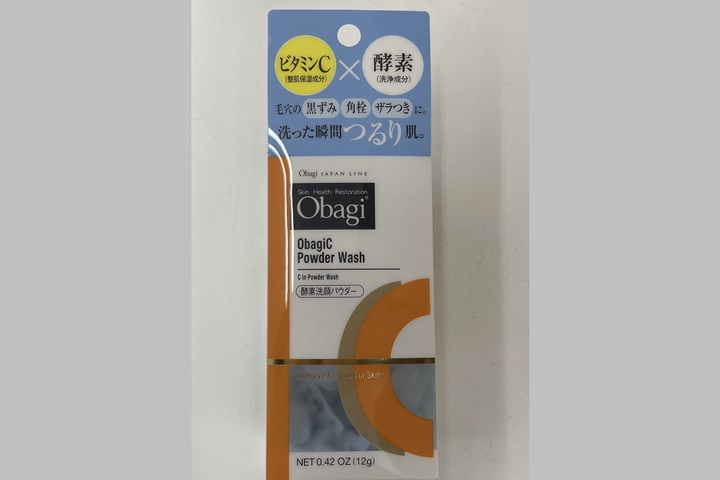 ビタミンC
(整肌保湿成分)
×
酵素
(洗浄成分)
毛穴の 黒ずみ 角栓 ザラつき に。
洗った瞬間つるり肌。
Obagi JAPAN LINE
Skin Health Restoration
Obagi®
ObagiC
Powder Wash
C in Powder Wash
酵素洗顔パウダー
NET 0.42 OZ (12g)